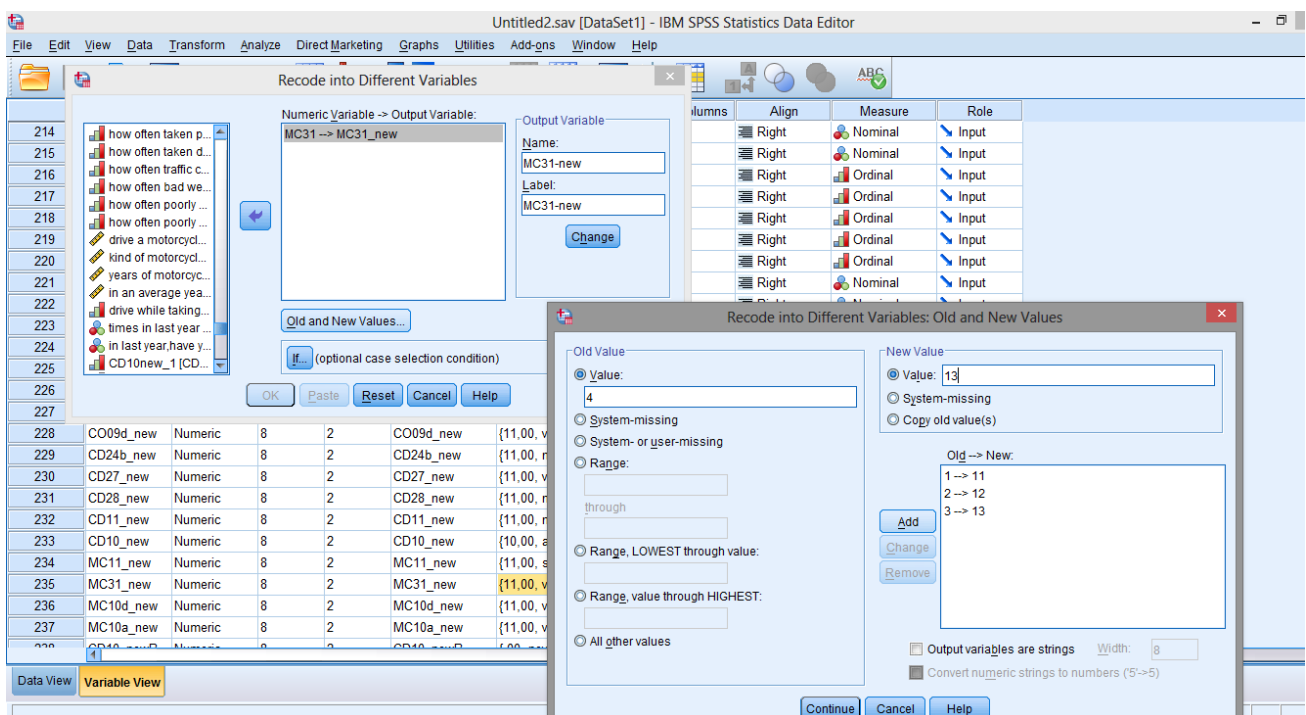 Untitled2.sav [DataSet1] - IBM SPSS Statistics Data Editor
File Edit View Data Transform Analyze Direct Marketing Graphs Utilities Add-ons Window Help
ABC
Recode into Different Variables
Numeric Variable -> Output Variable:
MC31 --> MC31_new
how often taken p...
how often taken d...
how often traffic c...
how often bad we...
how often poorly ...
how often poorly ...
drive a motorcycl...
kind of motorcycl...
years of motorcyc...
in an average yea...
drive while taking...
times in last year ...
in last year,have y...
CD10new_1 [CD...
Output Variable
Name:
MC31-new
Label:
MC31-new
Change
Old and New Values...
If... (optional case selection condition)
OK Paste Reset Cancel Help
Align Measure Role
214 Right Nominal Input
215 Right Nominal Input
216 Right Ordinal Input
217 Right Ordinal Input
218 Right Ordinal Input
219 Right Ordinal Input
220 Right Ordinal Input
221 Right Nominal Input
222
223
224
225
226
227
228 CO09d_new Numeric 8 2 CO09d_new {11,00, v
229 CD24b_new Numeric 8 2 CD24b_new {11,00, r
230 CD27_new Numeric 8 2 CD27_new {11,00, v
231 CD28_new Numeric 8 2 CD28_new {11,00, r
232 CD11_new Numeric 8 2 CD11_new {11,00, r
233 CD10_new Numeric 8 2 CD10_new {10,00, a
234 MC11_new Numeric 8 2 MC11_new {11,00, s
235 MC31_new Numeric 8 2 MC31_new {11,00, v
236 MC10d_new Numeric 8 2 MC10d_new {11,00, v
237 MC10a_new Numeric 8 2 MC10a_new {11,00, v
Data View Variable View
Recode into Different Variables: Old and New Values
Old Value
Value:
4
System-missing
System- or user-missing
Range:
through
Range, LOWEST through value:
Range, value through HIGHEST:
All other values
New Value
Value: 13
System-missing
Copy old value(s)
Old --> New:
1 --> 11
2 --> 12
3 --> 13
Add
Change
Remove
Output variables are strings Width: 8
Convert numeric strings to numbers ('5'->5)
Continue Cancel Help